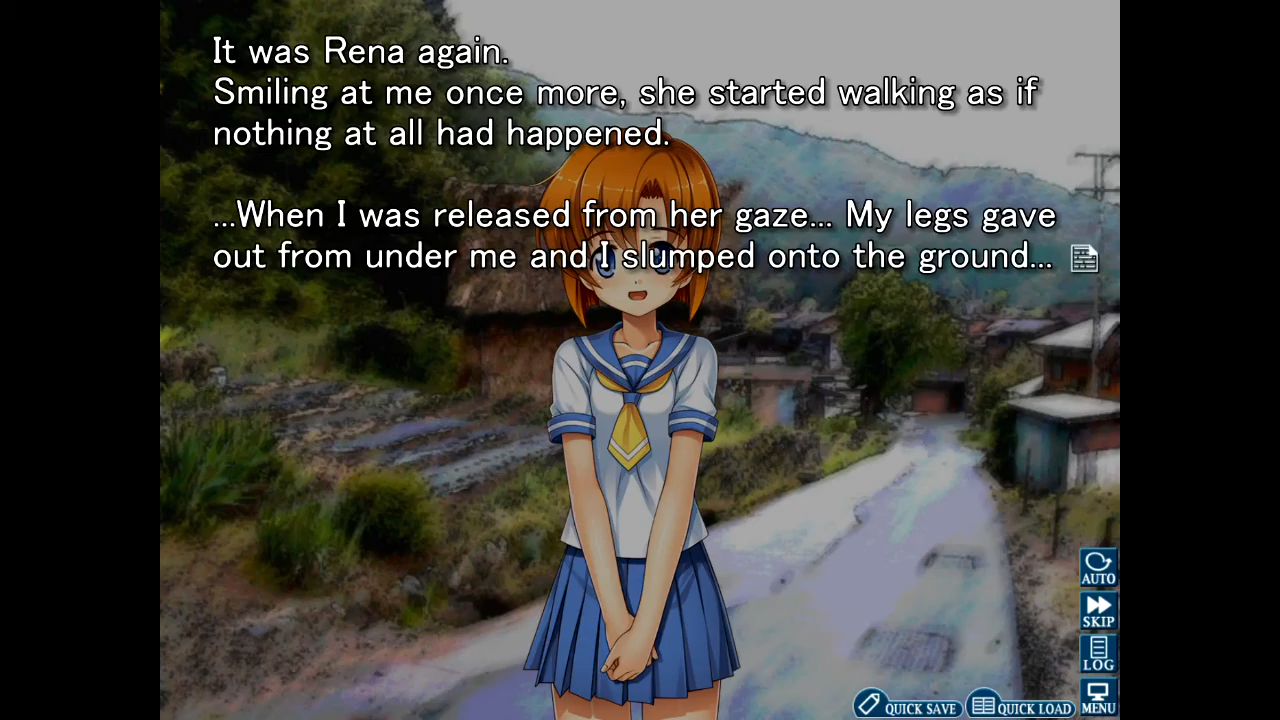 It was Rena again.
Smiling at me once more, she started walking as if
nothing at all had happened.
...When I was released from her gaze... My legs gave
out from under me and I slumped onto the ground...
AUTO
SKIP
LOG
MENU
QUICK SAVE
QUICK LOAD